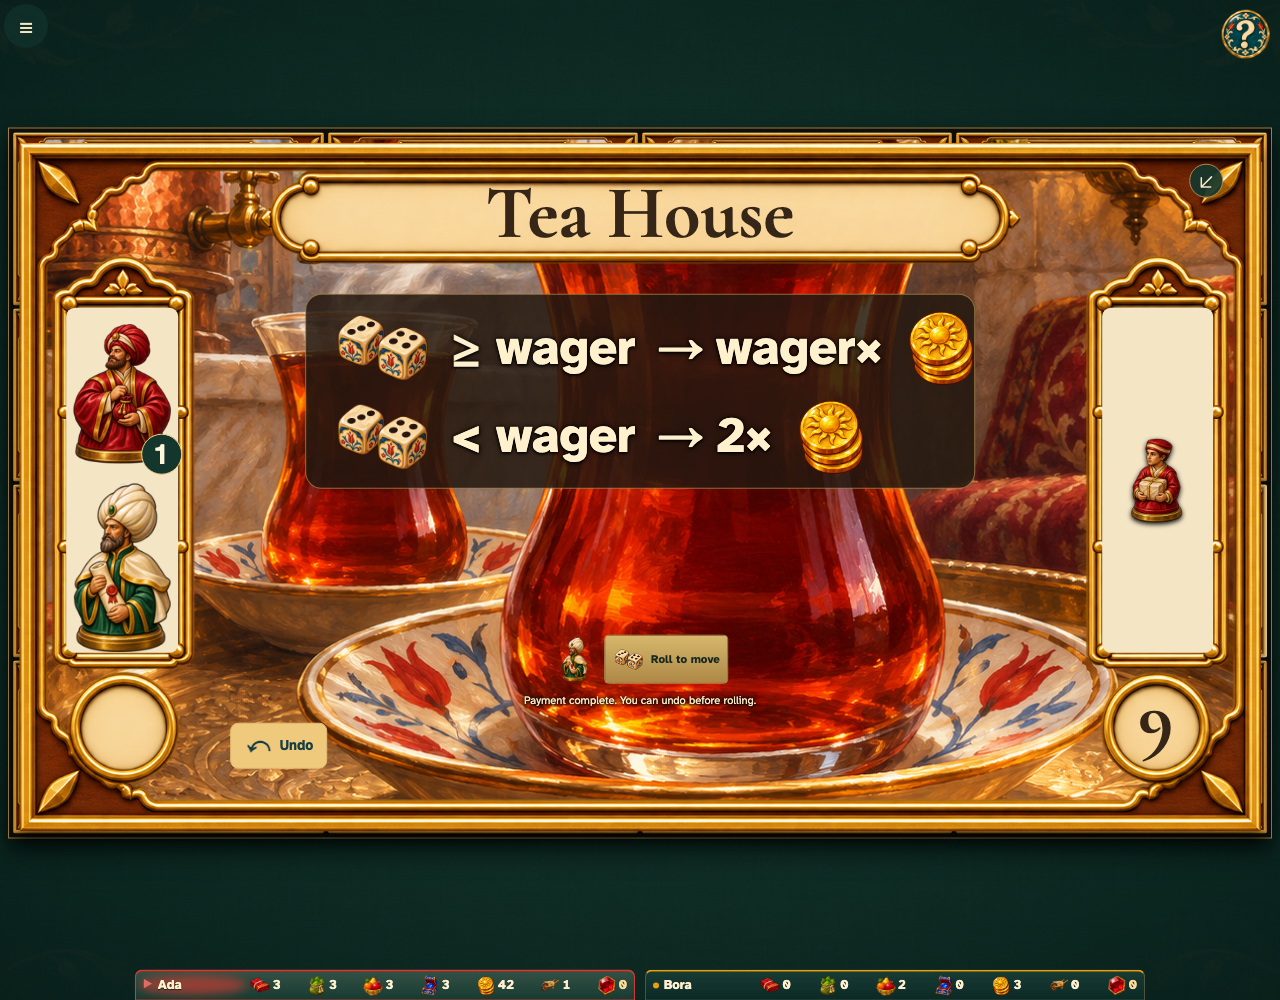 ?
Tea House
≥ wager → wager×
< wager → 2×
1
Roll to move
Payment complete. You can undo before rolling.
Undo
9
Ada 3 3 3 3 42 1 0
Bora 0 0 2 0 3 0 0